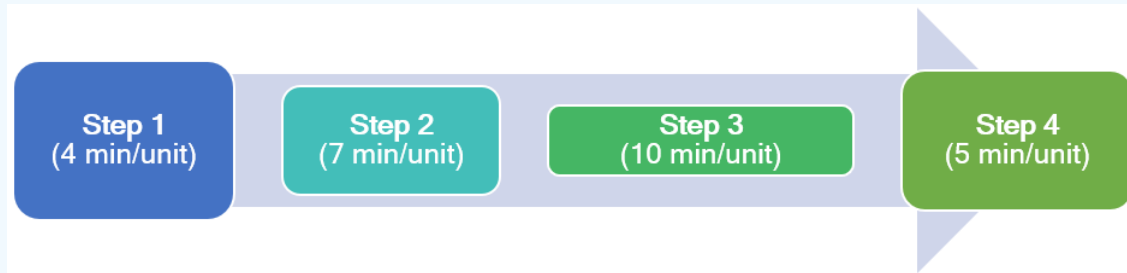 Step 1
(4 min/unit)
Step 2
(7 min/unit)
Step 3
(10 min/unit)
Step 4
(5 min/unit)